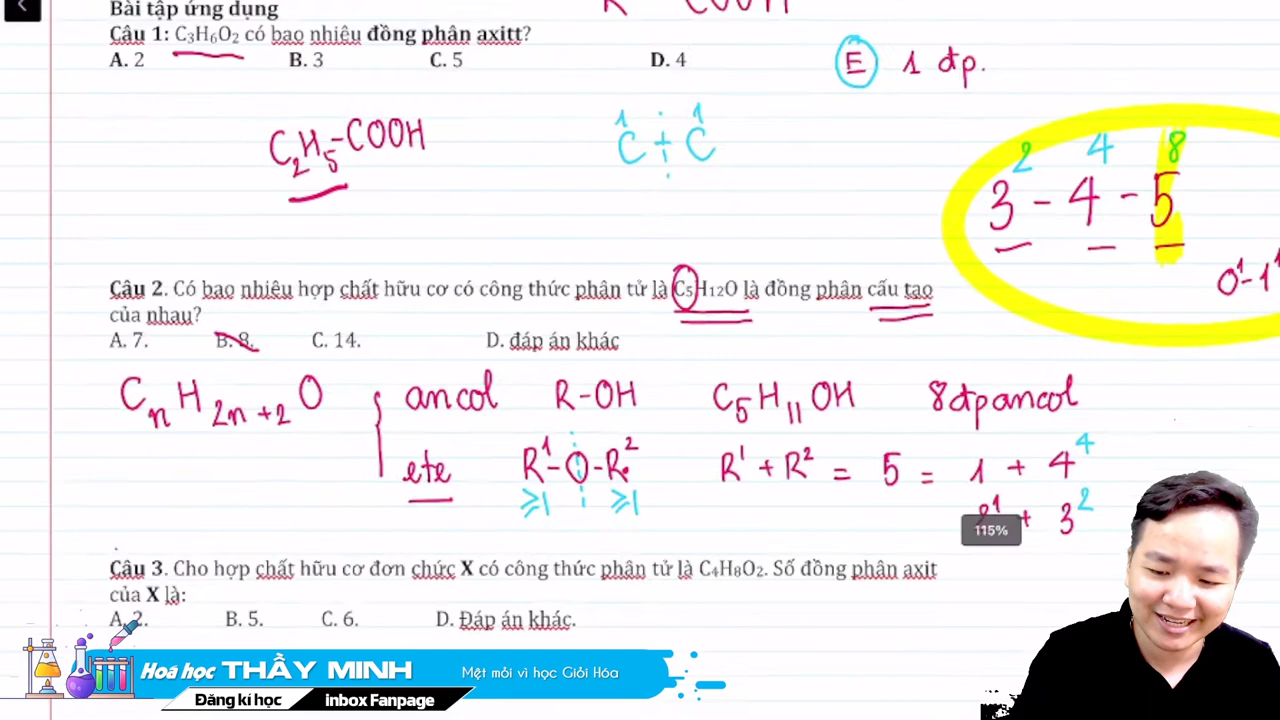 Bài tập ứng dụng
R COOH
Câu 1: C₃H₆O₂ có bao nhiêu đồng phân axitt?
A. 2 B. 3 C. 5 D. 4
E 1 đp.
C₂H₅-COOH
1 1
C + C
2 4 8
3 - 4 - 5
0¹-1¹
Câu 2. Có bao nhiêu hợp chất hữu cơ có công thức phân tử là C₅H₁₂O là đồng phân cấu tạo
của nhau?
A. 7. B. 8. C. 14. D. đáp án khác
CₙH₂ₙ₊₂O ancol R-OH C₅H₁₁OH 8đp ancol
ete R¹-O-R² R¹ + R² = 5 = 1 + 4⁴
≥1 ≥1
+ 3²
115%
Câu 3. Cho hợp chất hữu cơ đơn chức X có công thức phân tử là C₄H₈O₂. Số đồng phân axit
của X là:
A. 2. B. 5. C. 6. D. Đáp án khác.
Hoá học THẦY MINH Mệt mỏi vì học Giỏi Hóa
Đăng kí học inbox Fanpage